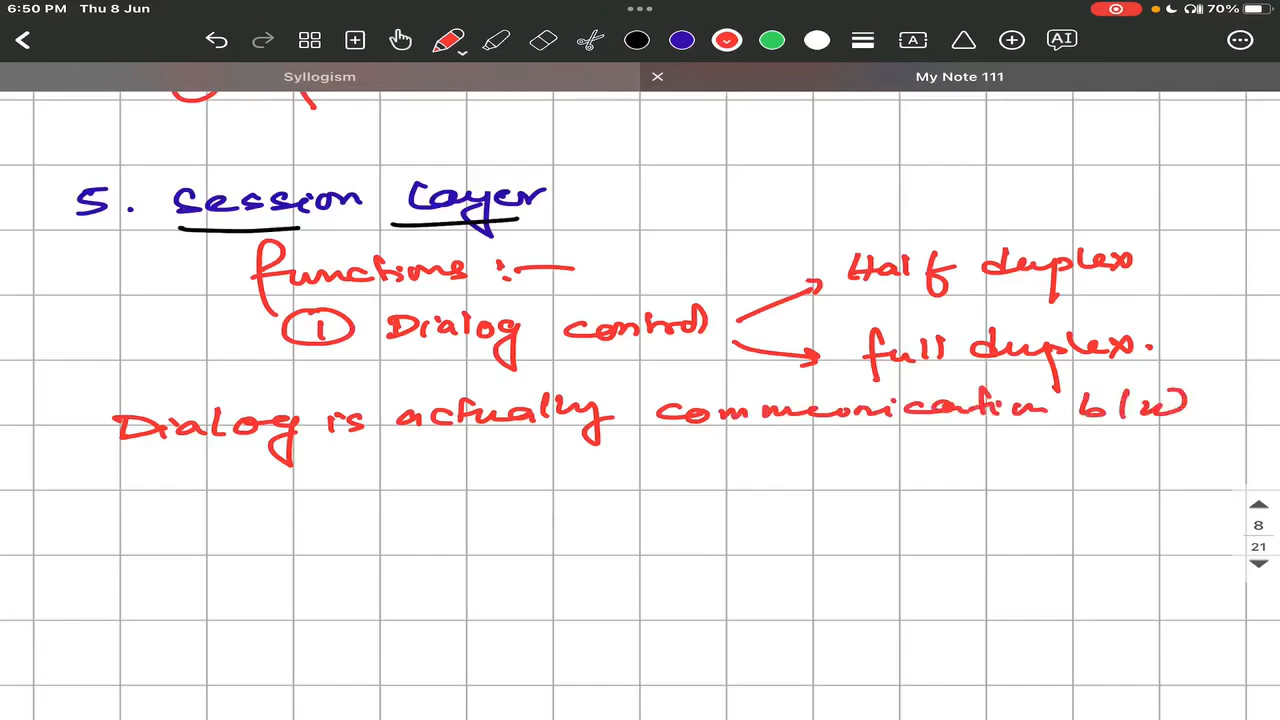 6:50 PM Thu 8 Jun
70%
A
AI
Syllogism
My Note 111
5. Session Layer
functions :—
① Dialog control
Half duplex
full duplex.
Dialog is actually communication b/w
8
21